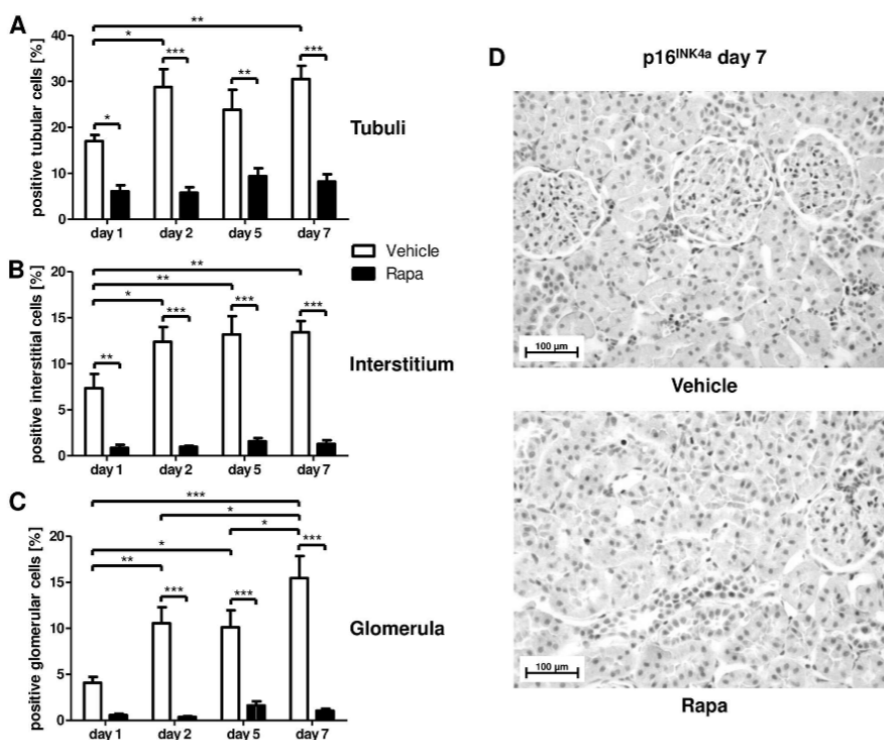 A
positive tubular cells [%]
40
30
20
10
0
**
*
***
**
***
*
day 1 day 2 day 5 day 7
Tubuli
Vehicle
Rapa
B
positive interstitial cells [%]
20
15
10
5
0
**
**
*
***
***
***
**
day 1 day 2 day 5 day 7
Interstitium
C
positive glomerular cells [%]
20
15
10
5
0
***
*
*
***
*
**
***
***
day 1 day 2 day 5 day 7
Glomerula
D
p16INK4a day 7
100 µm
Vehicle
100 µm
Rapa